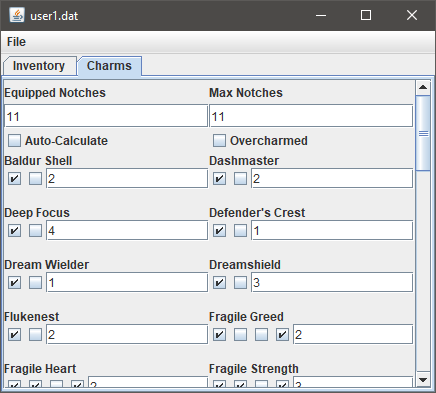 user1.dat
File
Inventory Charms
Equipped Notches Max Notches
11 11
Auto-Calculate Overcharmed
Baldur Shell Dashmaster
2 2
Deep Focus Defender's Crest
4 1
Dream Wielder Dreamshield
1 3
Flukenest Fragile Greed
2 2
Fragile Heart Fragile Strength
2 3